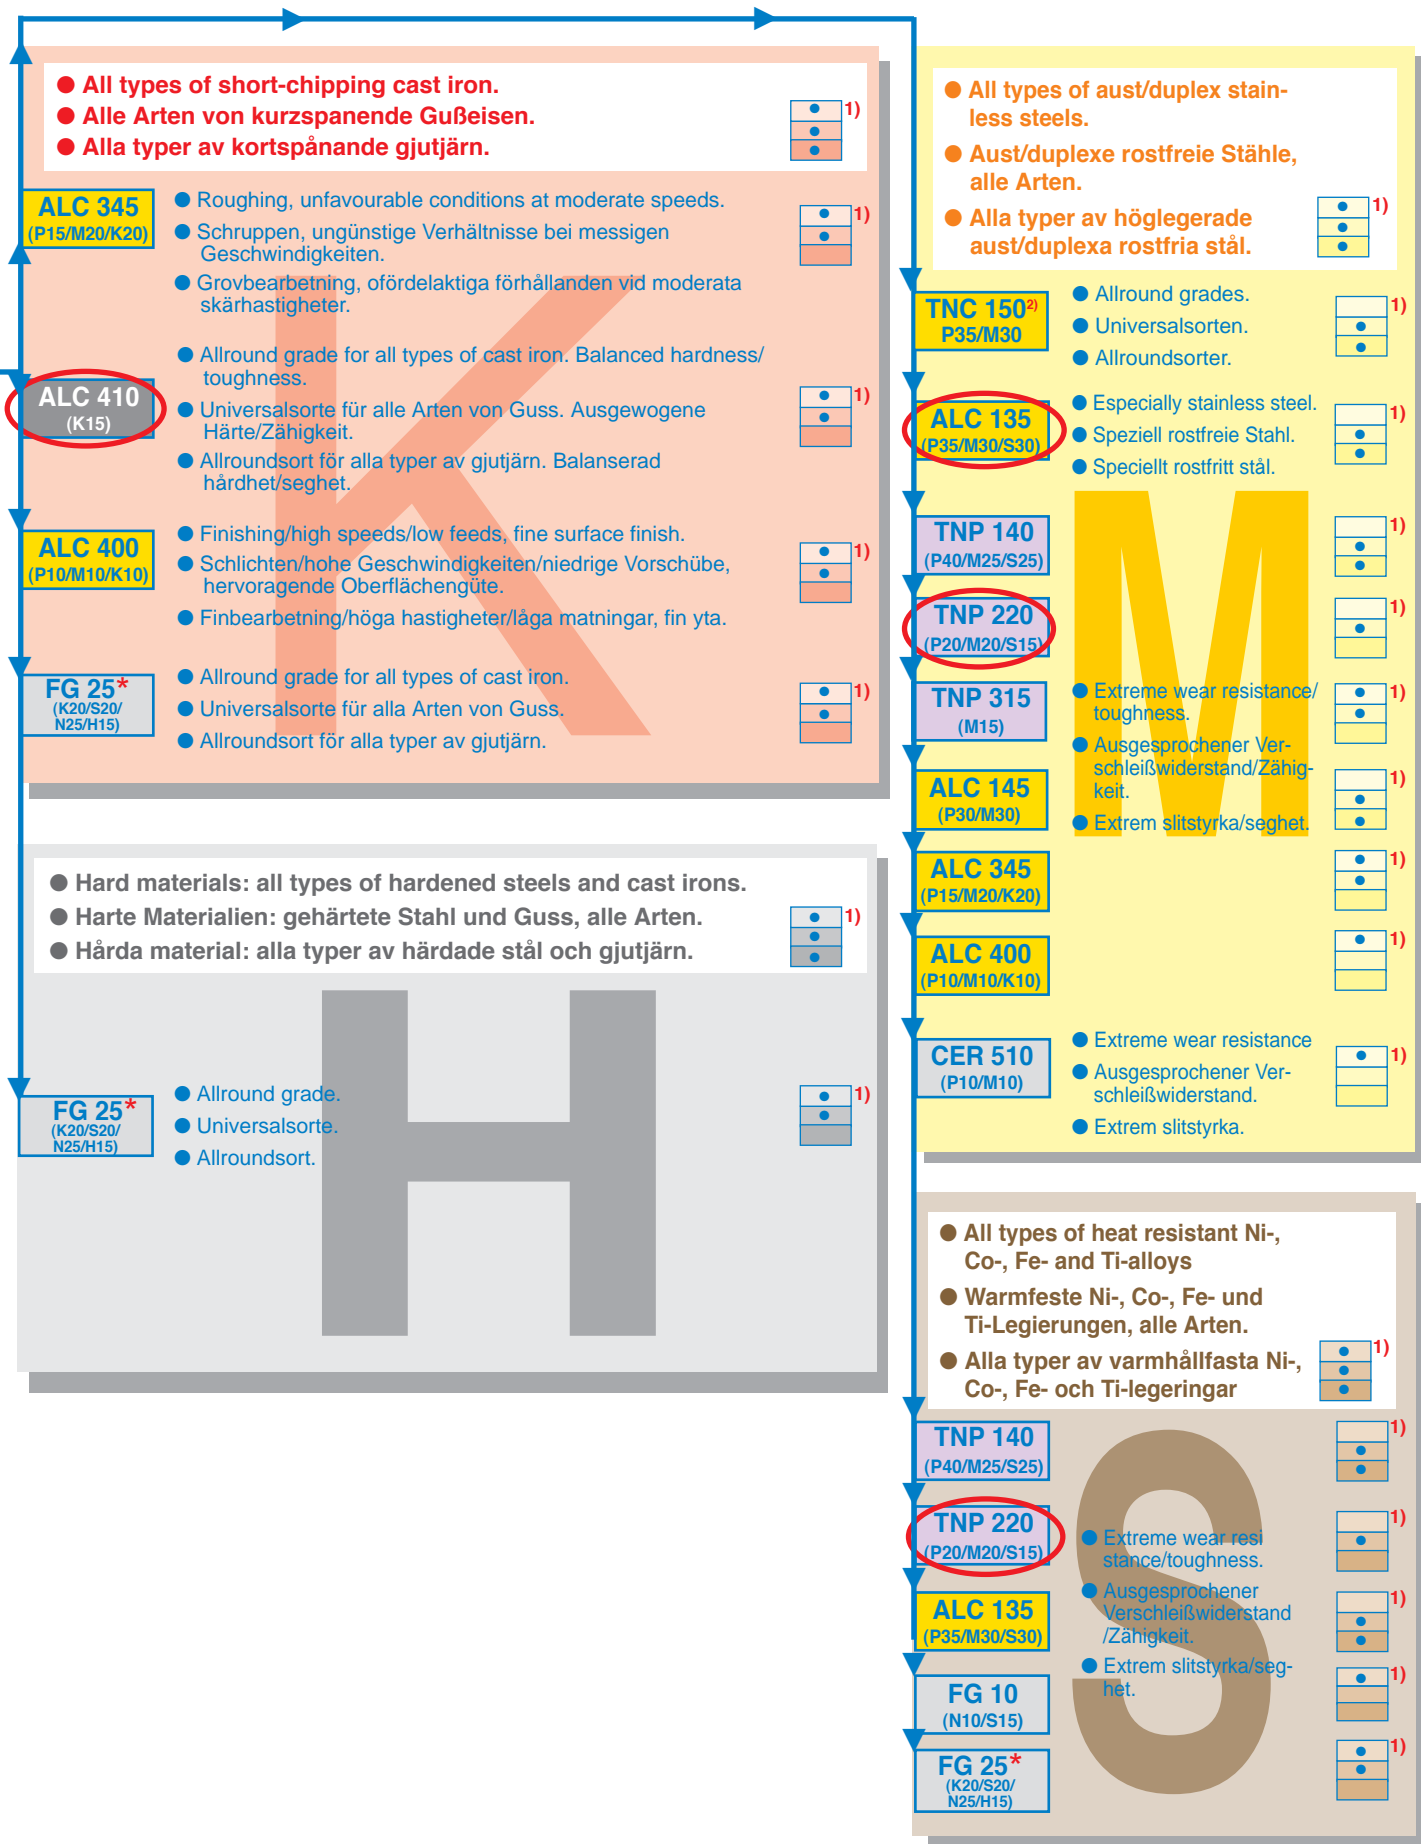 ● All types of short-chipping cast iron.
● Alle Arten von kurzspanende Gußeisen.
● Alla typer av kortspånande gjutjärn.
1)
ALC 345
(P15/M20/K20)
● Roughing, unfavourable conditions at moderate speeds.
● Schruppen, ungünstige Verhältnisse bei messigen
Geschwindigkeiten.
● Grovbearbetning, ofördelaktiga förhållanden vid moderata
skärhastigheter.
1)
ALC 410
(K15)
● Allround grade for all types of cast iron. Balanced hardness/
toughness.
● Universalsorte für alle Arten von Guss. Ausgewogene
Härte/Zähigkeit.
● Allroundsort för alla typer av gjutjärn. Balanserad
hårdhet/seghet.
1)
ALC 400
(P10/M10/K10)
● Finishing/high speeds/low feeds, fine surface finish.
● Schlichten/hohe Geschwindigkeiten/niedrige Vorschübe,
hervoragende Oberflächengüte.
● Finbearbetning/höga hastigheter/låga matningar, fin yta.
1)
FG 25*
(K20/S20/
N25/H15)
● Allround grade for all types of cast iron.
● Universalsorte für alla Arten von Guss.
● Allroundsort för alla typer av gjutjärn.
1)
K
● Hard materials: all types of hardened steels and cast irons.
● Harte Materialien: gehärtete Stahl und Guss, alle Arten.
● Hårda material: alla typer av härdade stål och gjutjärn.
1)
FG 25*
(K20/S20/
N25/H15)
● Allround grade.
● Universalsorte.
● Allroundsort.
1)
H
● All types of aust/duplex stain-
less steels.
● Aust/duplexe rostfreie Stähle,
alle Arten.
● Alla typer av höglegerade
aust/duplexa rostfria stål.
1)
TNC 150²⁾
P35/M30
● Allround grades.
● Universalsorten.
● Allroundsorter.
1)
ALC 135
(P35/M30/S30)
● Especially stainless steel.
● Speziell rostfreie Stahl.
● Speciellt rostfritt stål.
1)
TNP 140
(P40/M25/S25)
1)
TNP 220
(P20/M20/S15)
1)
TNP 315
(M15)
● Extreme wear resistance/
toughness.
● Ausgesprochener Ver-
schleißwiderstand/Zähig-
keit.
● Extrem slitstyrka/seghet.
1)
ALC 145
(P30/M30)
1)
ALC 345
(P15/M20/K20)
1)
ALC 400
(P10/M10/K10)
1)
CER 510
(P10/M10)
● Extreme wear resistance
● Ausgesprochener Ver-
schleißwiderstand.
● Extrem slitstyrka.
1)
M
● All types of heat resistant Ni-,
Co-, Fe- and Ti-alloys
● Warmfeste Ni-, Co-, Fe- und
Ti-Legierungen, alle Arten.
● Alla typer av varmhållfasta Ni-,
Co-, Fe- och Ti-legeringar
1)
TNP 140
(P40/M25/S25)
1)
TNP 220
(P20/M20/S15)
● Extreme wear resi
stance/toughness.
● Ausgesprochener
Verschleißwiderstand
/Zähigkeit.
● Extrem slitstyrka/seg-
het.
1)
ALC 135
(P35/M30/S30)
1)
FG 10
(N10/S15)
1)
FG 25*
(K20/S20/
N25/H15)
1)
S